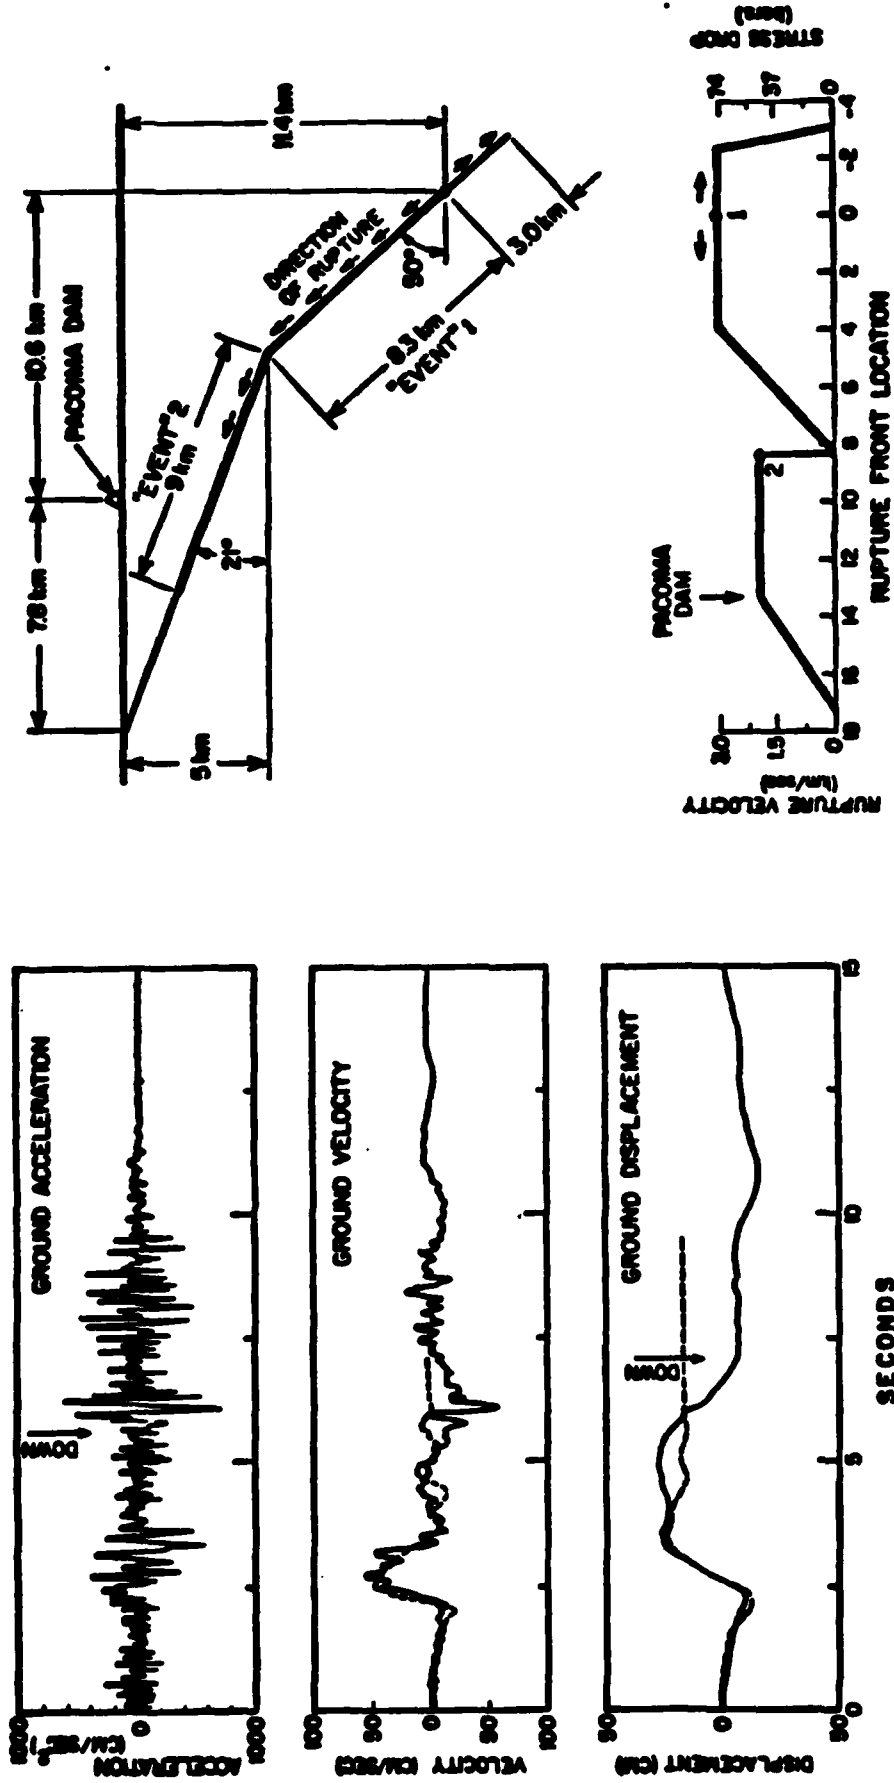 GROUND ACCELERATION
DOWN
1000
0
1000
ACCELERATION
(CM/SEC²)
GROUND VELOCITY
100
50
0
50
100
VELOCITY (CM/SEC)
GROUND DISPLACEMENT
DOWN
50
0
50
DISPLACEMENT (CM)
0
5
10
15
SECONDS
7.8 km
10.6 km
PACOIMA DAM
"EVENT" 2
9 km
DIRECTION
OF RUPTURE
11.4 km
5 km
21°
50°
8.3 km
"EVENT" 1
3.0 km
PACOIMA
DAM
RUPTURE VELOCITY
(km/sec)
3.0
1.5
0
2
1
STRESS DROP
(bars)
74
37
0
18
16
14
12
10
8
6
4
2
0
-2
-4
RUPTURE FRONT LOCATION